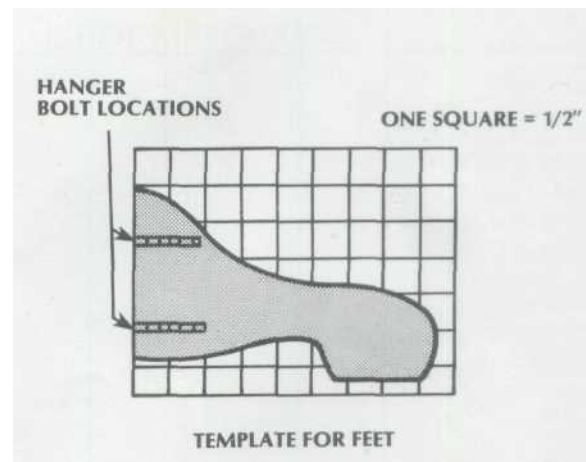 HANGER
BOLT LOCATIONS
ONE SQUARE = 1/2"
TEMPLATE FOR FEET